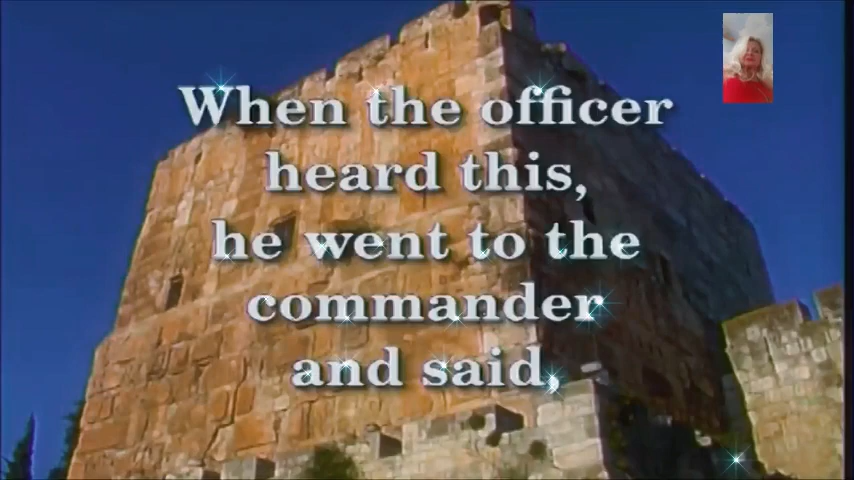 When the officer
heard this,
he went to the
commander
and said,